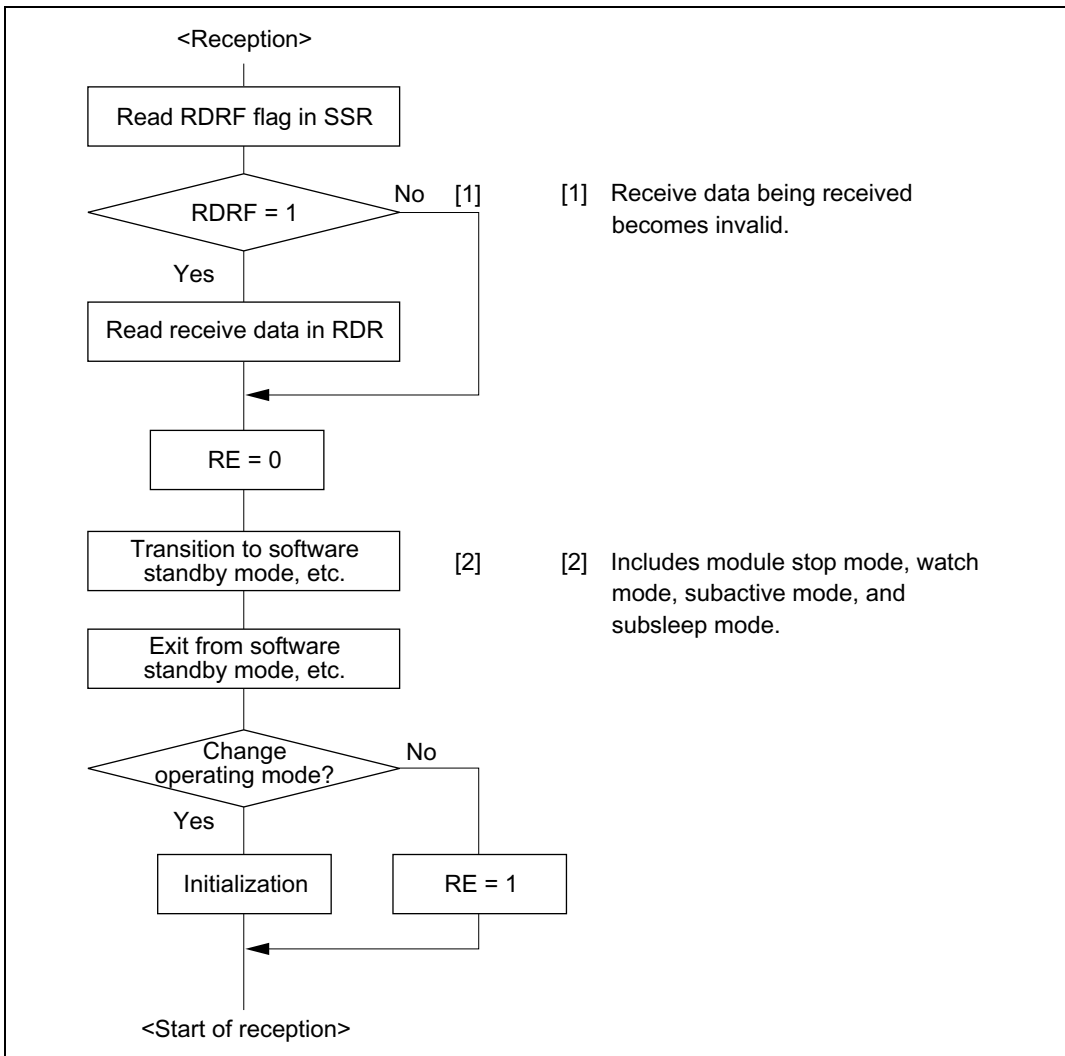 <Reception>
Read RDRF flag in SSR
RDRF = 1
No [1]
[1] Receive data being received
becomes invalid.
Yes
Read receive data in RDR
RE = 0
Transition to software
standby mode, etc.
[2]
[2] Includes module stop mode, watch
mode, subactive mode, and
subsleep mode.
Exit from software
standby mode, etc.
Change
operating mode?
No
Yes
Initialization
RE = 1
<Start of reception>